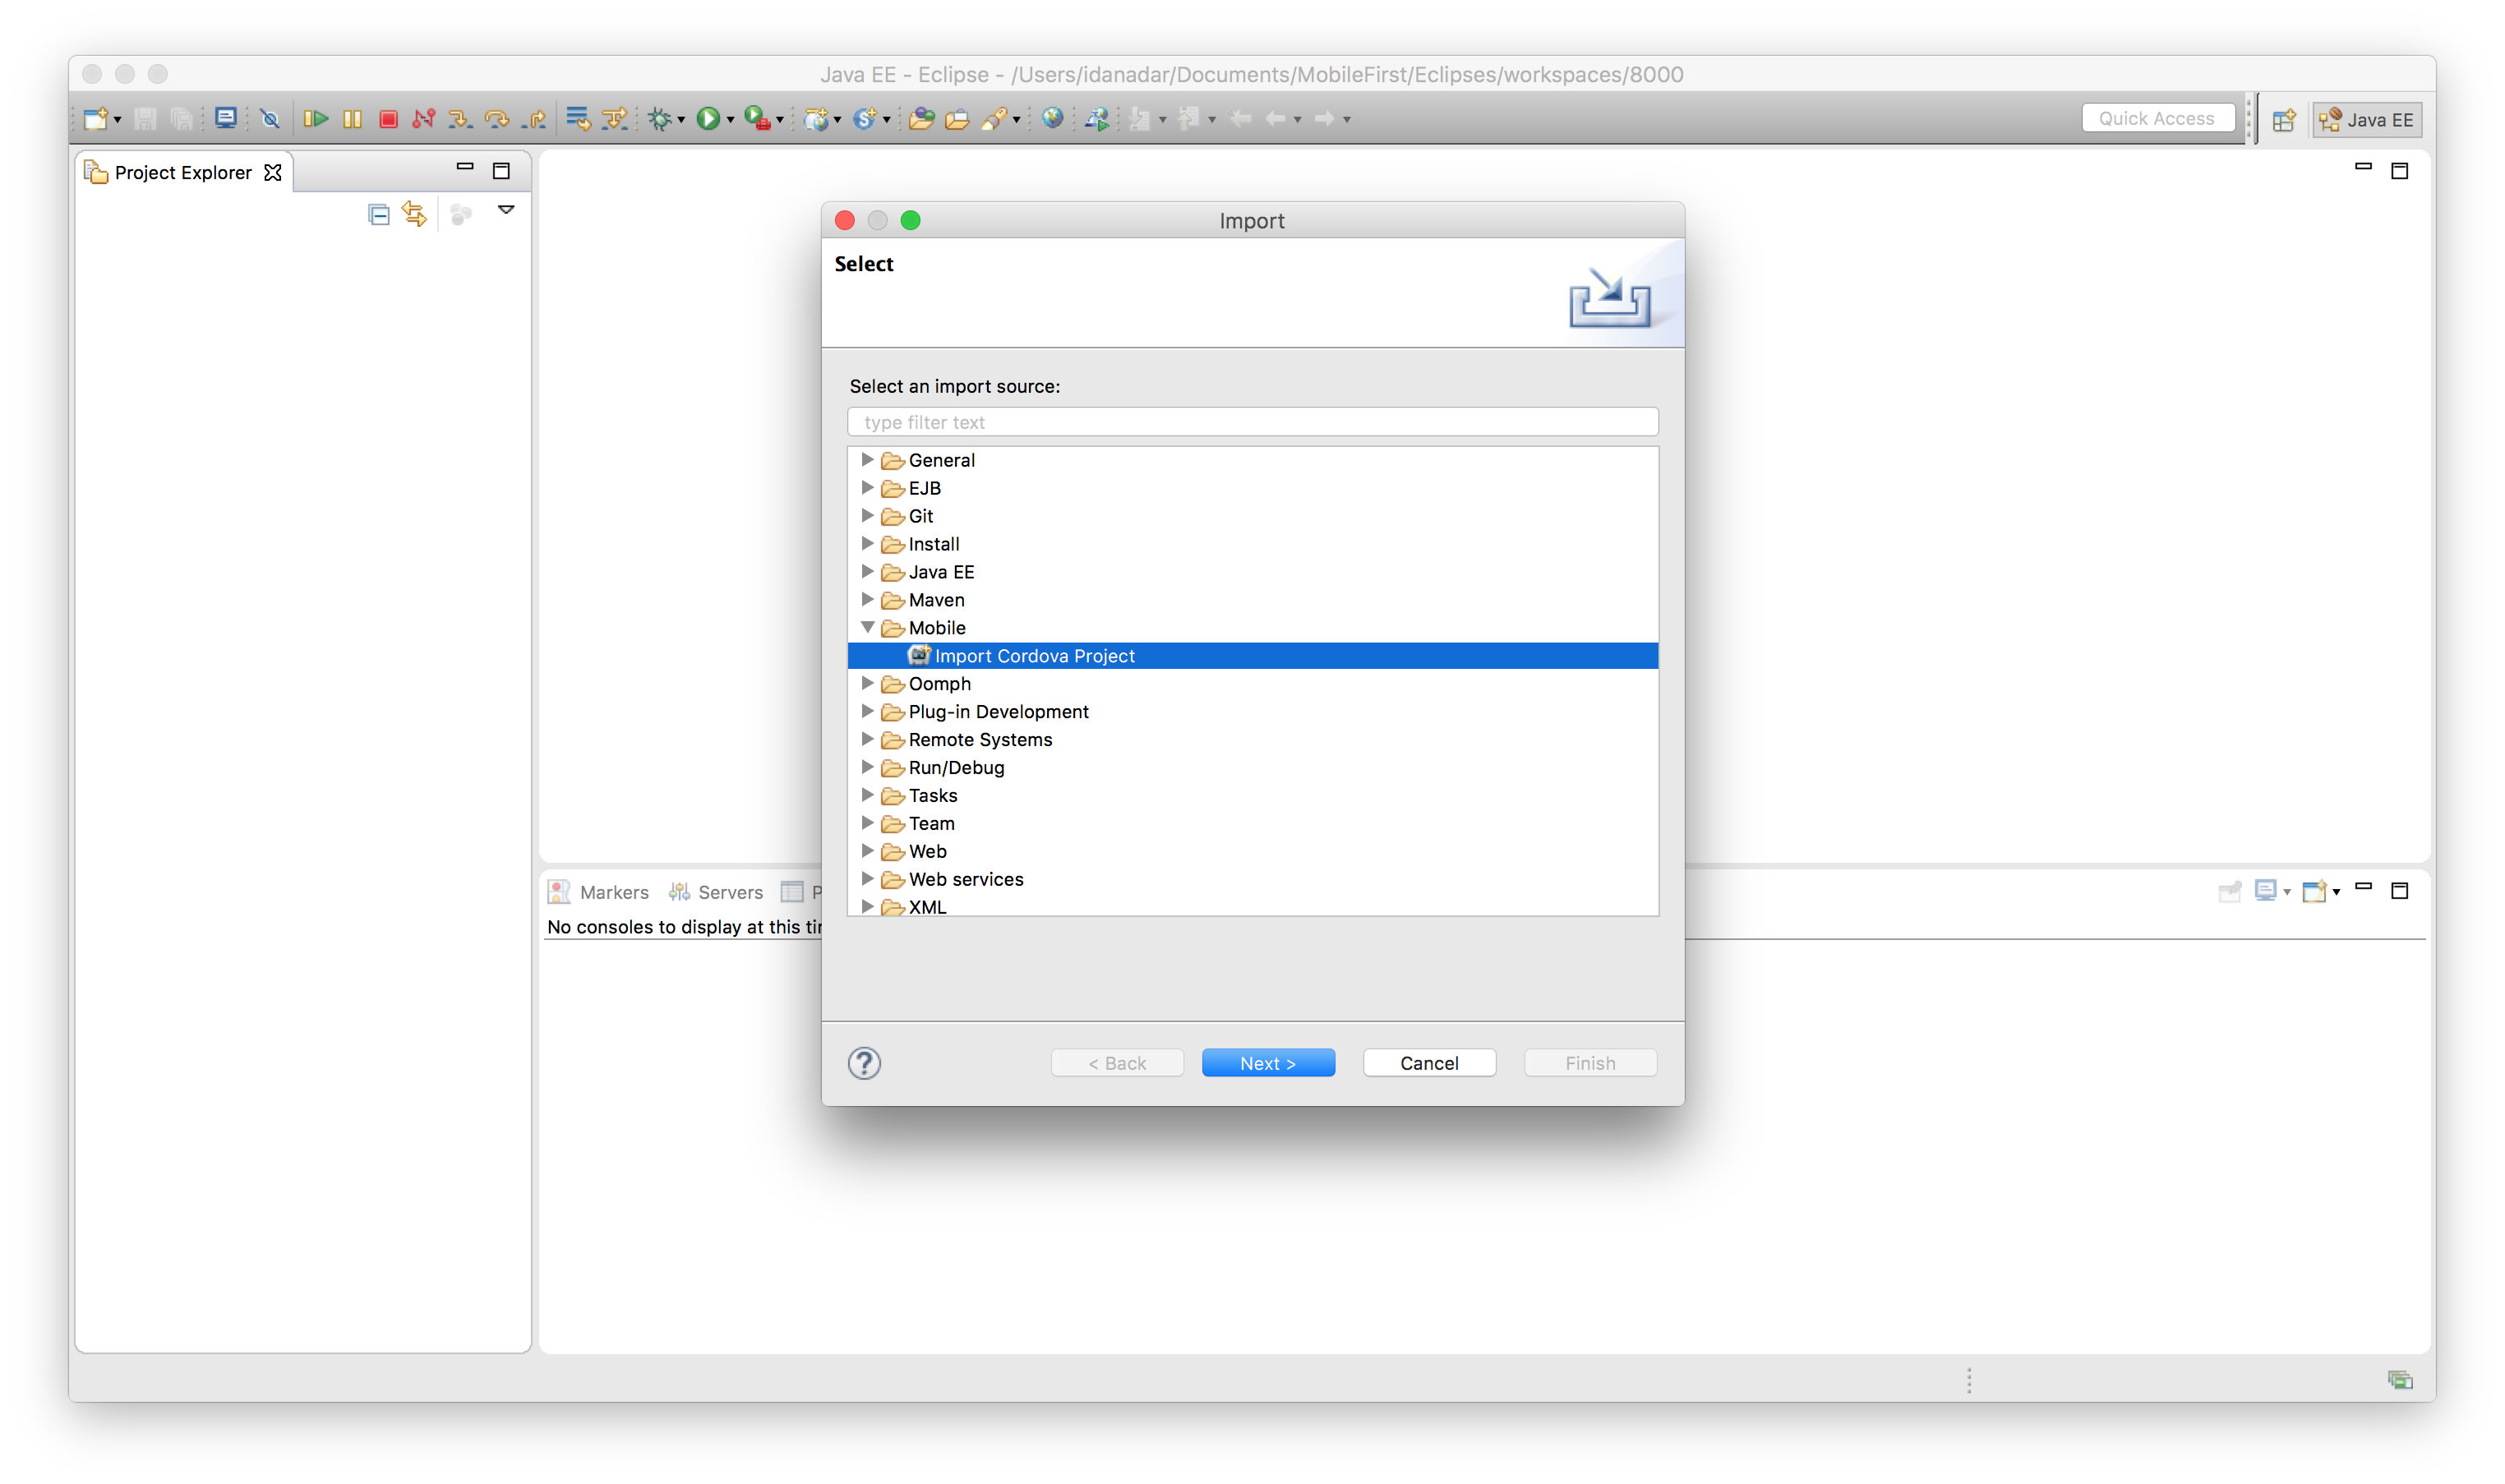 Java EE - Eclipse - /Users/idanadar/Documents/MobileFirst/Eclipses/workspaces/8000
Quick Access
Java EE
Project Explorer
Import
Select
Select an import source:
type filter text
General
EJB
Git
Install
Java EE
Maven
Mobile
Import Cordova Project
Oomph
Plug-in Development
Remote Systems
Run/Debug
Tasks
Team
Web
Web services
XML
Markers Servers P
No consoles to display at this
? < Back Next > Cancel Finish